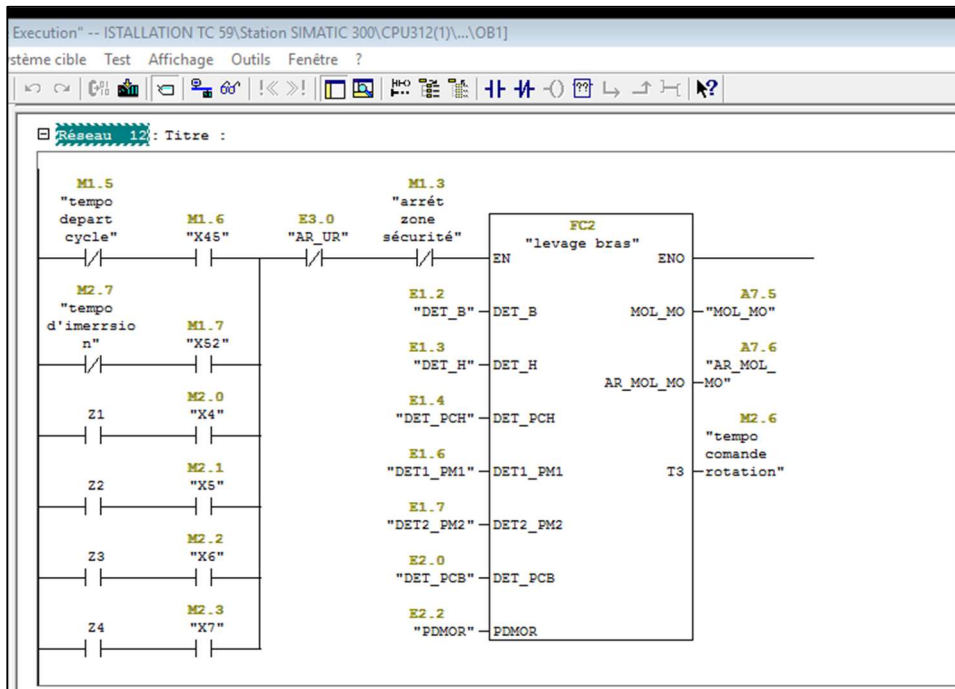 Execution" -- ISTALLATION TC 59\Station SIMATIC 300\CPU312(1)\...\OB1]
stème cible Test Affichage Outils Fenêtre ?
Réseau 12 : Titre :
M1.5
"tempo
depart
cycle"
M1.6
"X45"
E3.0
"AR_UR"
M1.3
"arrét
zone
sécurité"
FC2
"levage bras"
EN ENO
M2.7
"tempo
d'imerrsio
n"
M1.7
"X52"
E1.2
"DET_B" DET_B
MOL_MO
A7.5
"MOL_MO"
E1.3
"DET_H" DET_H
AR_MOL_MO
A7.6
"AR_MOL_
MO"
Z1
M2.0
"X4"
E1.4
"DET_PCH" DET_PCH
T3
M2.6
"tempo
comande
rotation"
Z2
M2.1
"X5"
E1.6
"DET1_PM1" DET1_PM1
E1.7
"DET2_PM2" DET2_PM2
Z3
M2.2
"X6"
E2.0
"DET_PCB" DET_PCB
Z4
M2.3
"X7"
E2.2
"PDMOR" PDMOR